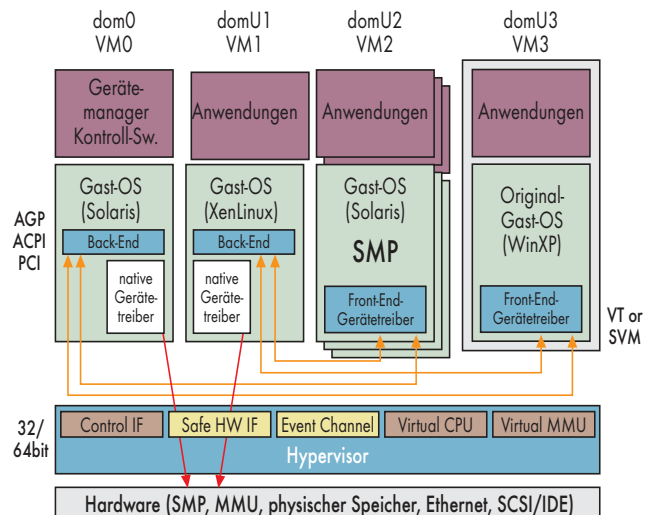 dom0
VM0
domU1
VM1
domU2
VM2
domU3
VM3
Geräte-
manager
Kontroll-Sw.
Anwendungen
Anwendungen
Anwendungen
AGP
ACPI
PCI
Gast-OS
(Solaris)
Back-End
native
Geräte-
treiber
Gast-OS
(XenLinux)
Back-End
native
Geräte-
treiber
Gast-OS
(Solaris)
SMP
Front-End-
Gerätetreiber
Original-
Gast-OS
(WinXP)
Front-End-
Gerätetreiber
VT or
SVM
32/
64bit
Control IF
Safe HW IF
Event Channel
Virtual CPU
Virtual MMU
Hypervisor
Hardware (SMP, MMU, physischer Speicher, Ethernet, SCSI/IDE)